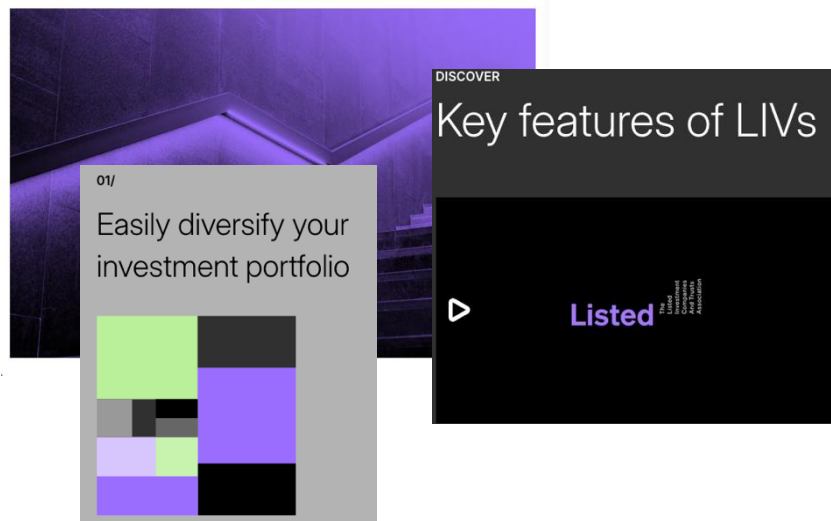 DISCOVER
Key features of LIVs
01/
Easily diversify your
investment portfolio
Listed
The
Listed
Investment
Companies
And Trusts
Association